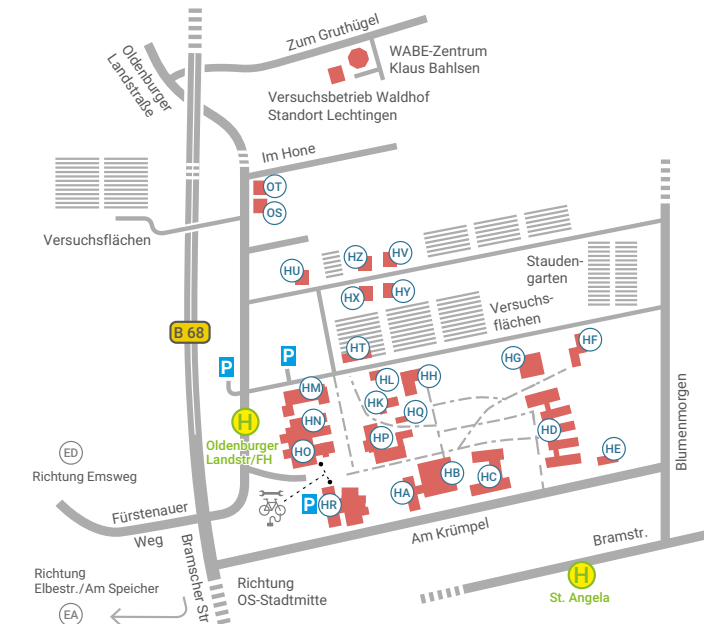 Zum Gruthügel
Oldenburger
Landstraße
WABE-Zentrum
Klaus Bahlsen
Versuchsbetrieb Waldhof
Standort Lechtingen
Im Hone
OT
OS
Versuchsflächen
HU
HZ
HV
HX
HY
Stauden-
garten
Versuchs-
flächen
B 68
P
P
HT
HG
HF
HM
HL
HH
HK
HQ
HN
HP
HO
H
Oldenburger
Landstr/FH
HD
HE
Blumenmorgen
ED
Richtung Emsweg
HB
HC
HA
P
HR
Fürstenauer
Weg
Am Krümpel
Bramstr.
Bramscher Str
Richtung
Elbestr./Am Speicher
EA
Richtung
OS-Stadtmitte
H
St. Angela